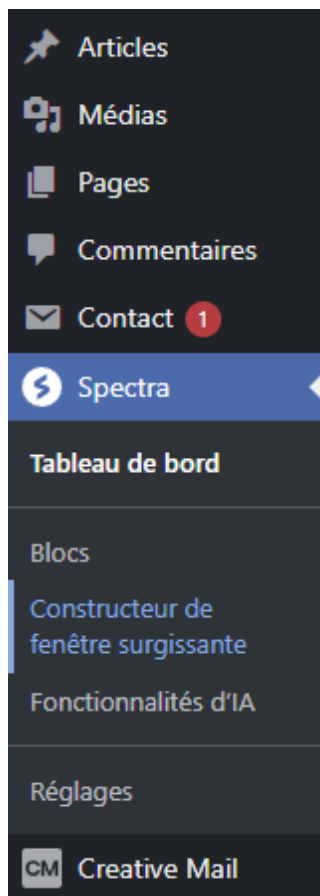 Articles
Médias
Pages
Commentaires
Contact 1
Spectra
Tableau de bord
Blocs
Constructeur de
fenêtre surgissante
Fonctionnalités d’IA
Réglages
CM Creative Mail